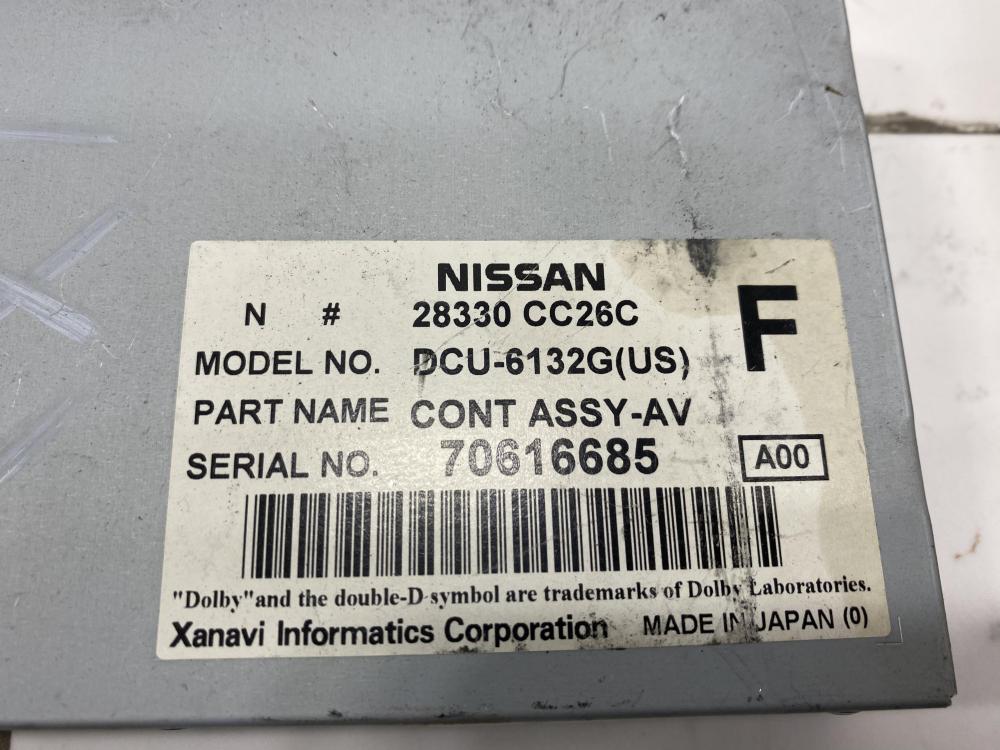 NISSAN
N # 28330 CC26C
F
MODEL NO. DCU-6132G(US)
PART NAME CONT ASSY-AV
SERIAL NO. 70616685
A00
"Dolby"and the double-D symbol are trademarks of Dolby Laboratories.
Xanavi Informatics Corporation MADE IN JAPAN (0)